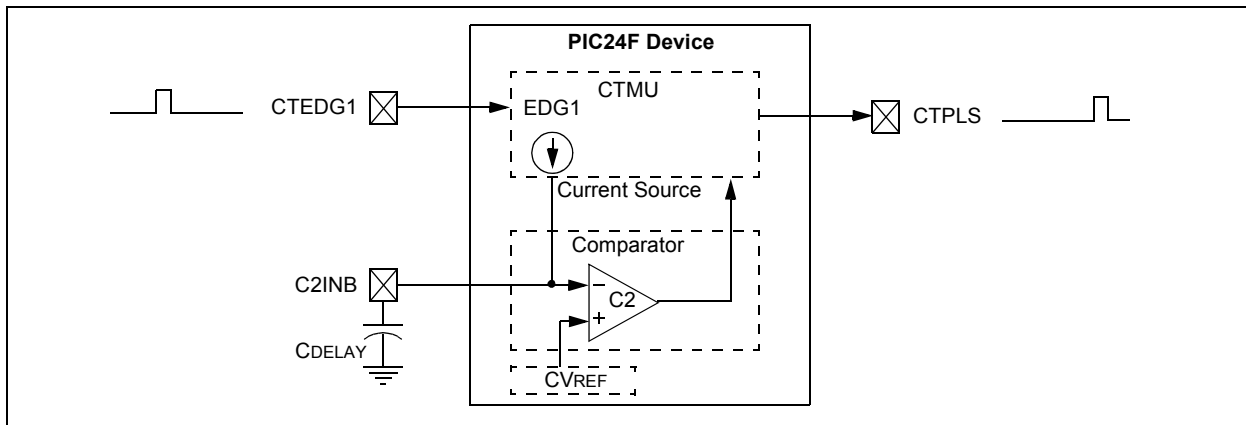 PIC24F Device
CTMU
CTEDG1
EDG1
CTPLS
Current Source
Comparator
C2INB
−
C2
+
CDELAY
CVREF